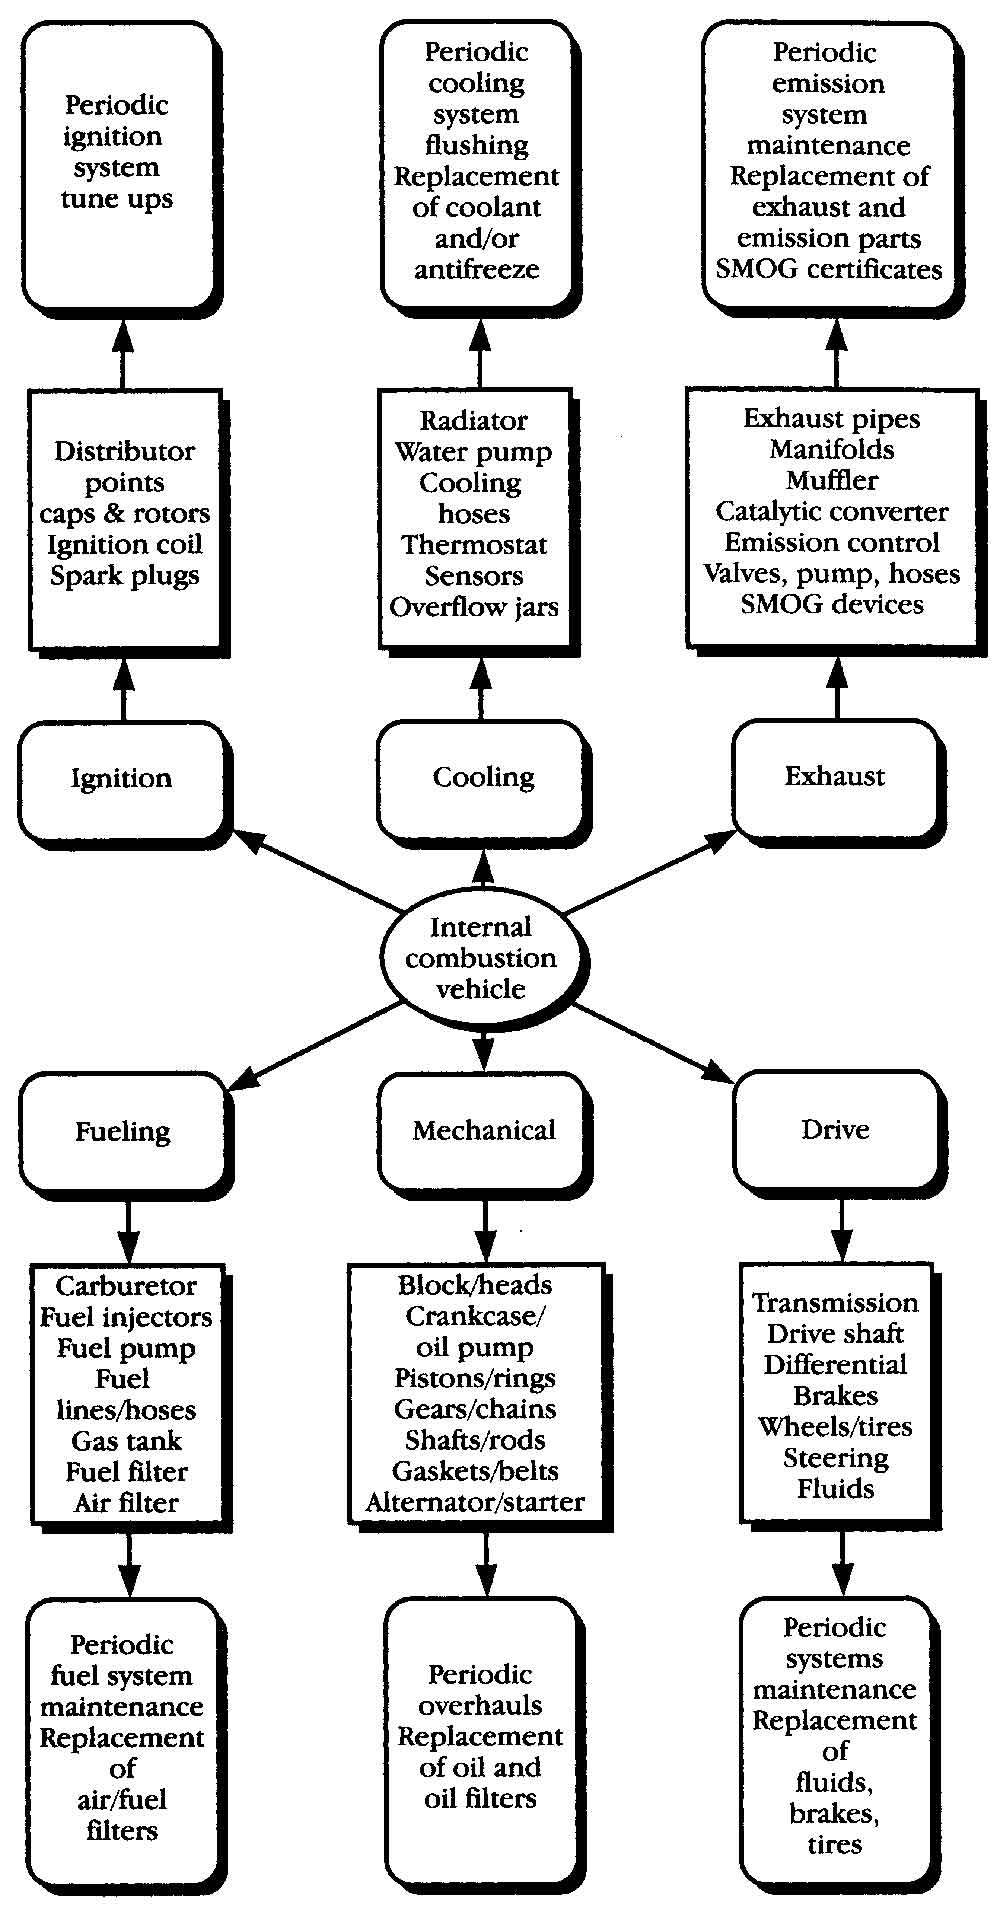 Periodic
ignition
system
tune ups
Periodic
cooling
system
flushing
Replacement
of coolant
and/or
antifreeze
Periodic
emission
system
maintenance
Replacement of
exhaust and
emission parts
SMOG certificates
Distributor
points
caps & rotors
Ignition coil
Spark plugs
Radiator
Water pump
Cooling
hoses
Thermostat
Sensors
Overflow jars
Exhaust pipes
Manifolds
Muffler
Catalytic converter
Emission control
Valves, pump, hoses
SMOG devices
Ignition
Cooling
Exhaust
Internal
combustion
vehicle
Fueling
Mechanical
Drive
Carburetor
Fuel injectors
Fuel pump
Fuel
lines/hoses
Gas tank
Fuel filter
Air filter
Block/heads
Crankcase/
oil pump
Pistons/rings
Gears/chains
Shafts/rods
Gaskets/belts
Alternator/starter
Transmission
Drive shaft
Differential
Brakes
Wheels/tires
Steering
Fluids
Periodic
fuel system
maintenance
Replacement
of
air/fuel
filters
Periodic
overhauls
Replacement
of oil and
oil filters
Periodic
systems
maintenance
Replacement
of
fluids,
brakes,
tires